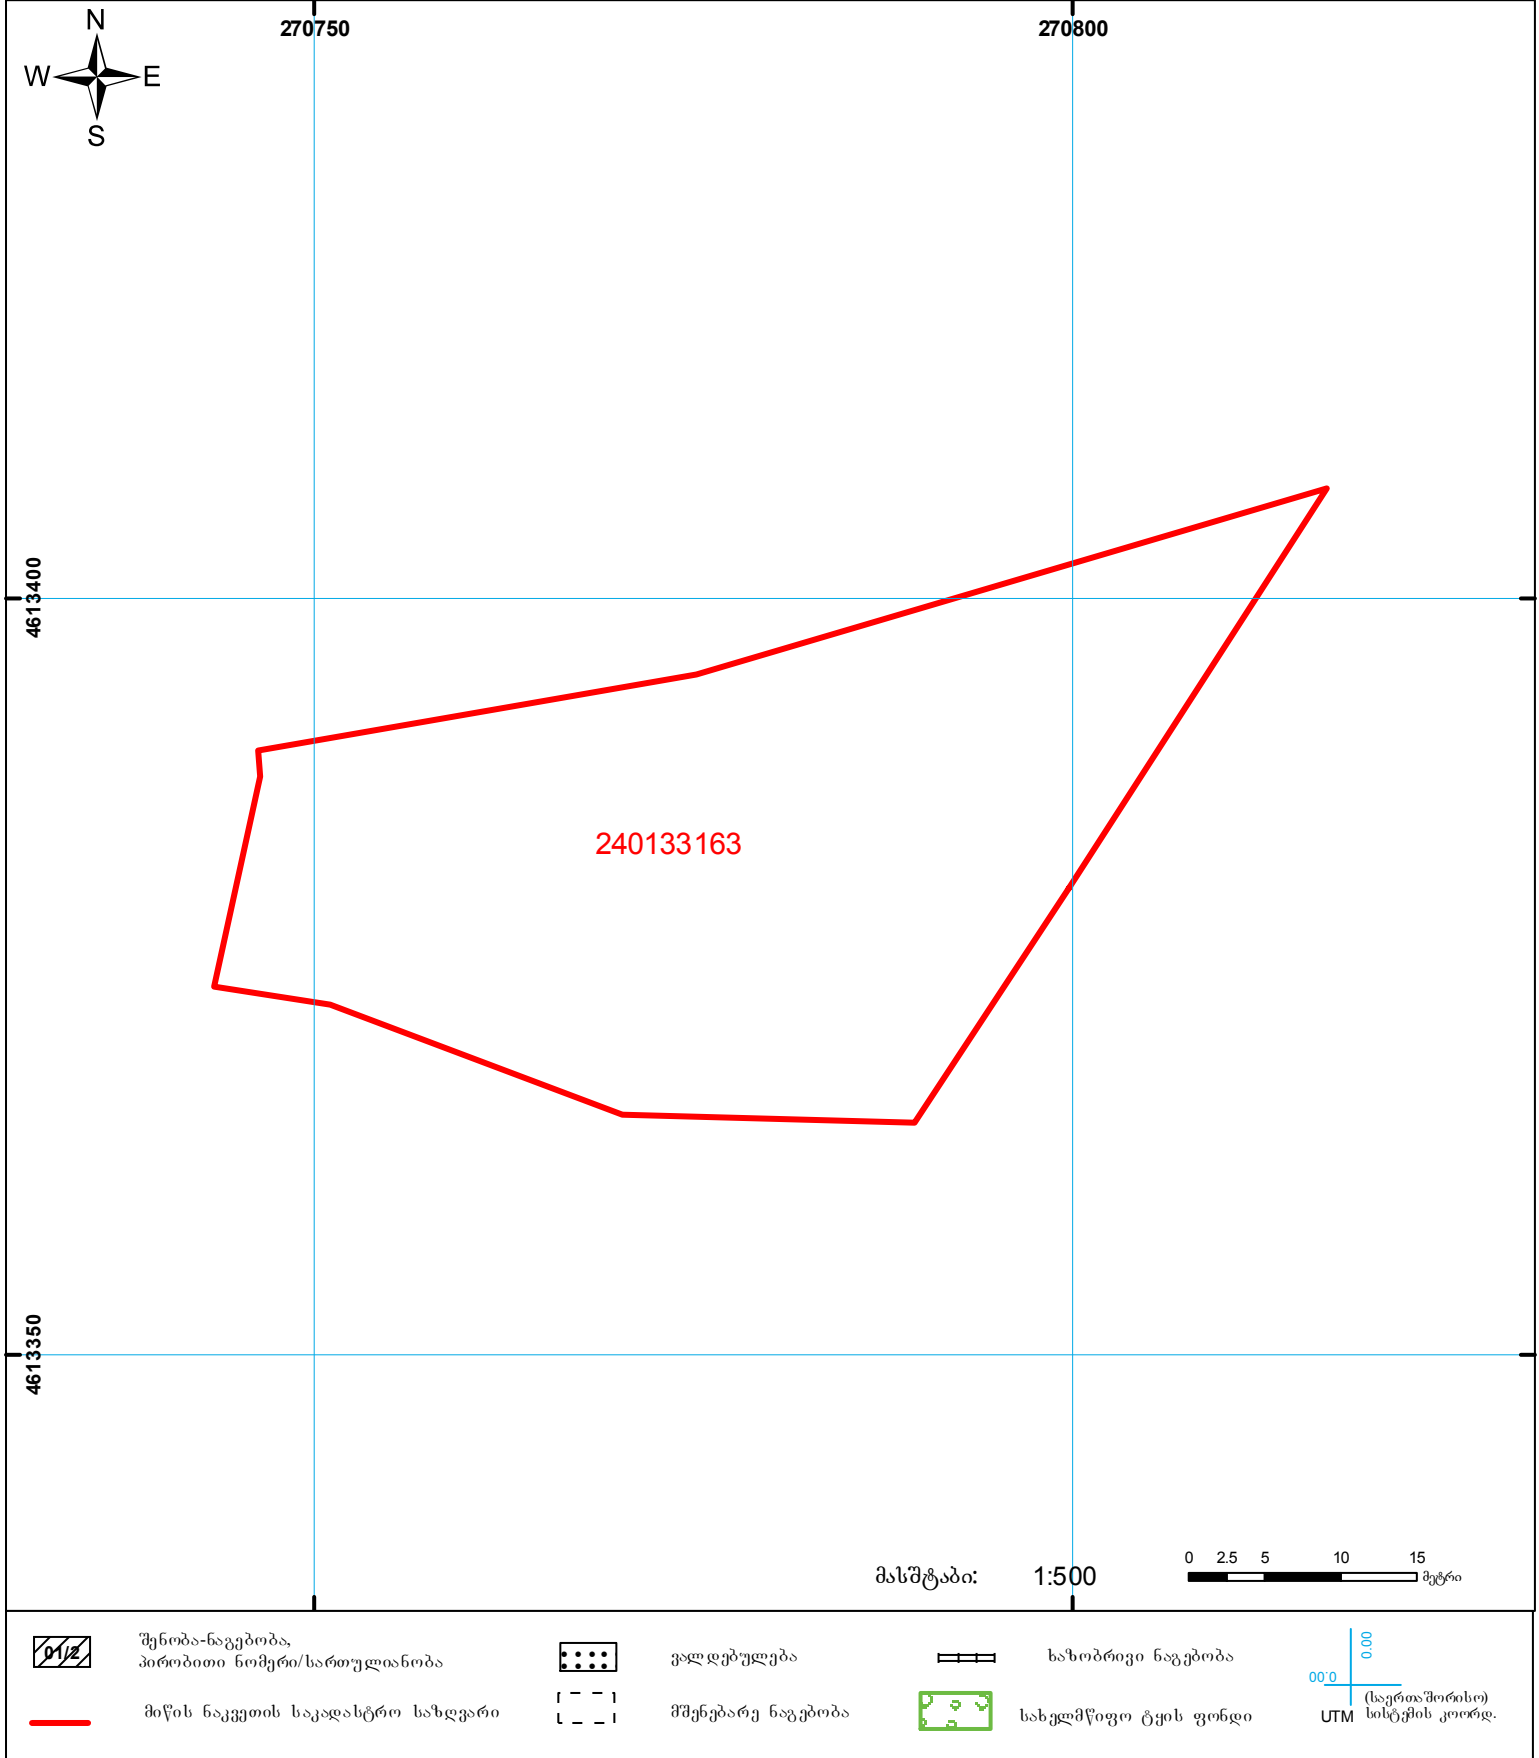 N
W E
S
270750
270800
4613400
4613350
240133163
მასშტაბი: 1:500
0 2.5 5 10 15
მეტრი
01/2
შენობა-ნაგებობა,
პირობითი ნომერი/სართულიანობა
ვალდებულება
ხაზობრივი ნაგებობა
მიწის ნაკვეთის საკადასტრო საზღვარი
მშენებარე ნაგებობა
სახელმწიფო ტყის ფონდი
00.0
00.0
UTM
(საერთაშორისო)
სისტემის კოორდ.